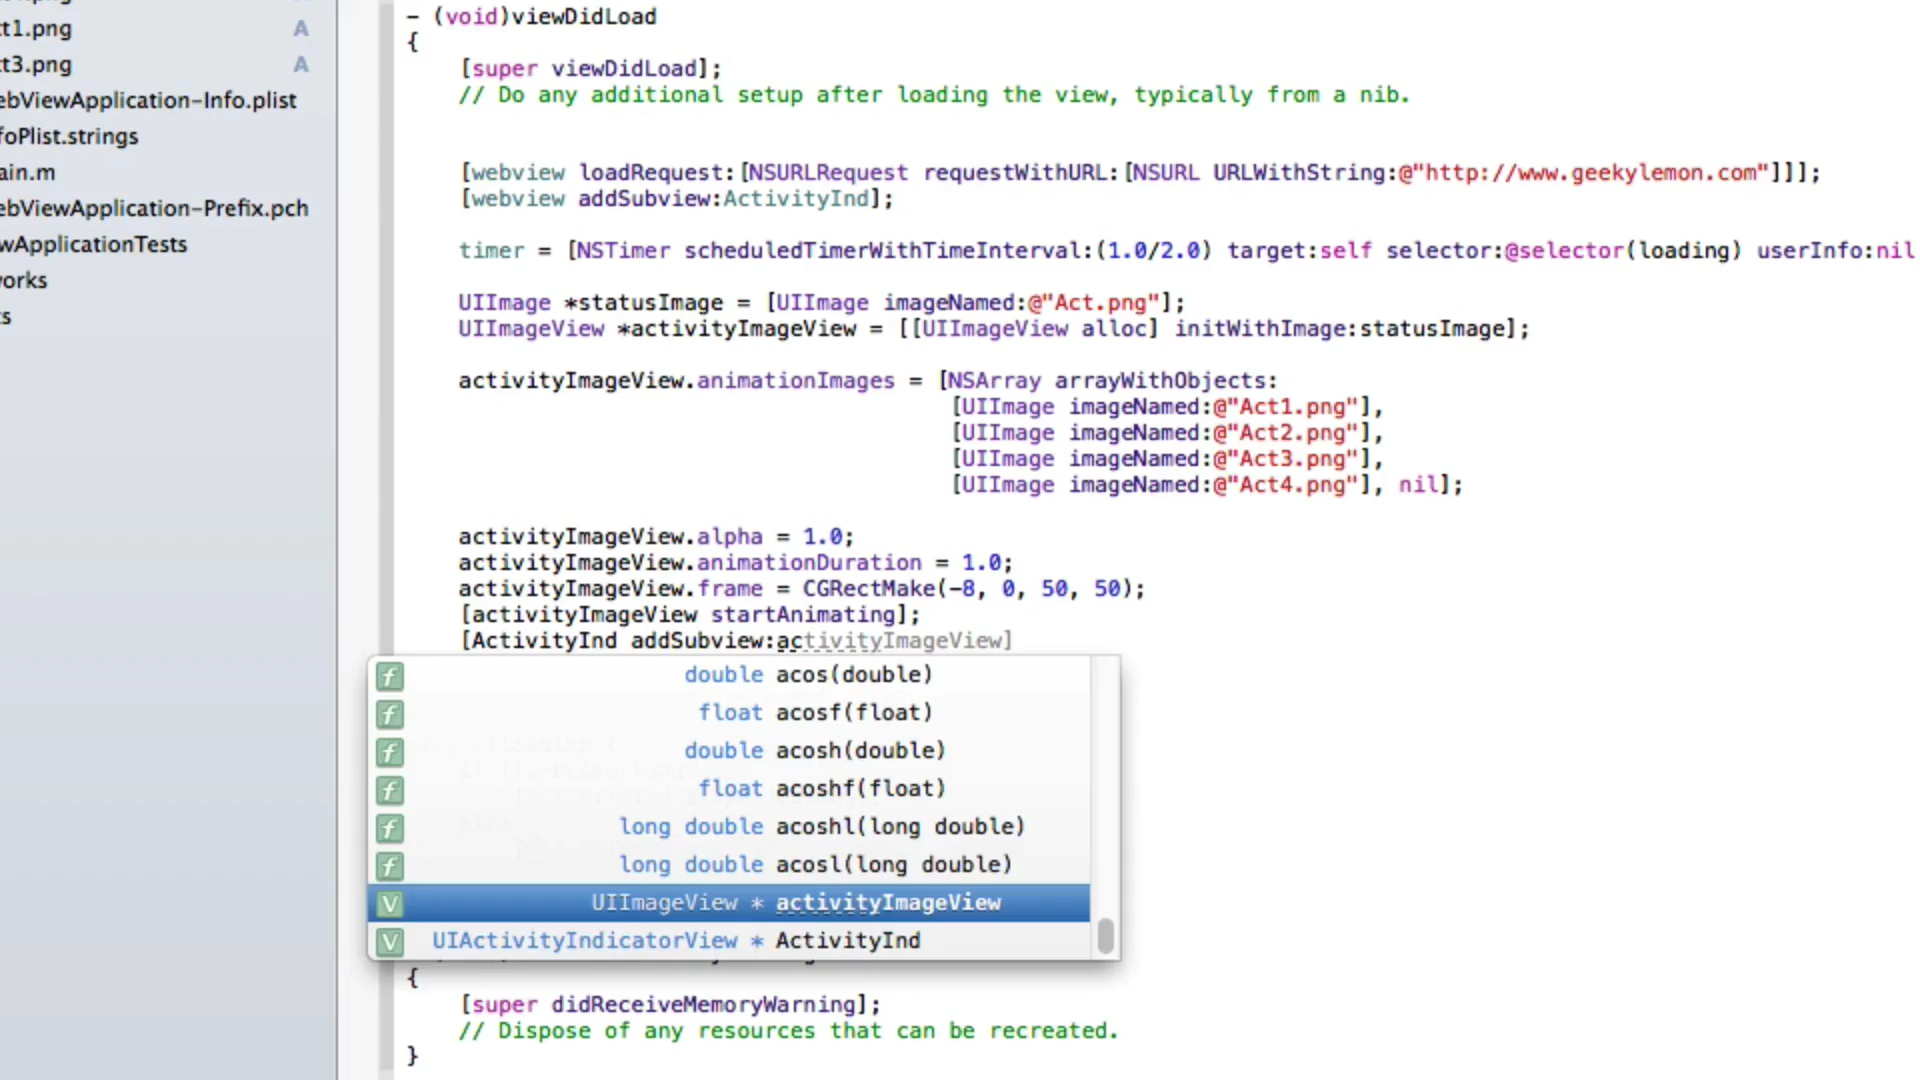 ct1.png A
ct3.png A
ebViewApplication-Info.plist
foPlist.strings
ain.m
ebViewApplication-Prefix.pch
wApplicationTests
vorks
s
- (void)viewDidLoad
{
[super viewDidLoad];
// Do any additional setup after loading the view, typically from a nib.
[webview loadRequest:[NSURLRequest requestWithURL:[NSURL URLWithString:@"http://www.geekylemon.com"]]];
[webview addSubview:ActivityInd];
timer = [NSTimer scheduledTimerWithTimeInterval:(1.0/2.0) target:self selector:@selector(loading) userInfo:nil
UIImage *statusImage = [UIImage imageNamed:@"Act.png"];
UIImageView *activityImageView = [[UIImageView alloc] initWithImage:statusImage];
activityImageView.animationImages = [NSArray arrayWithObjects:
[UIImage imageNamed:@"Act1.png"],
[UIImage imageNamed:@"Act2.png"],
[UIImage imageNamed:@"Act3.png"],
[UIImage imageNamed:@"Act4.png"], nil];
activityImageView.alpha = 1.0;
activityImageView.animationDuration = 1.0;
activityImageView.frame = CGRectMake(-8, 0, 50, 50);
[activityImageView startAnimating];
[ActivityInd addSubview:activityImageView]
f double acos(double)
f float acosf(float)
f double acosh(double)
f float acoshf(float)
f long double acoshl(long double)
f long double acosl(long double)
V UIImageView * activityImageView
V UIActivityIndicatorView * ActivityInd
{
[super didReceiveMemoryWarning];
// Dispose of any resources that can be recreated.
}